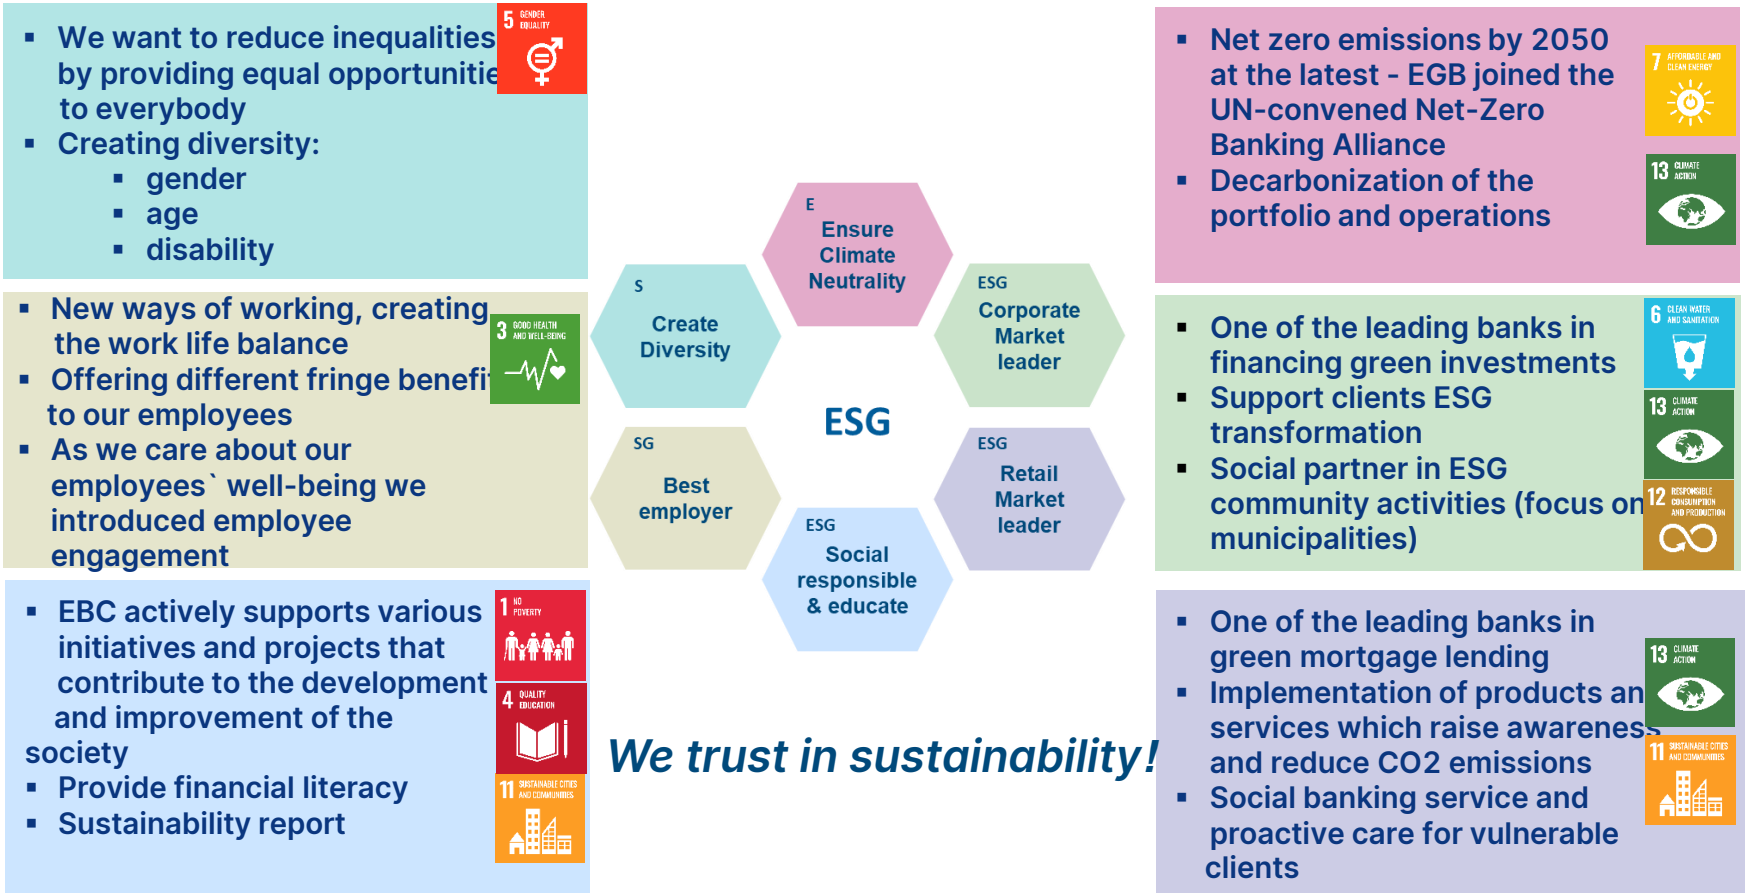 ▪ We want to reduce inequalities
by providing equal opportunitie
to everybody
▪ Creating diversity:
▪ gender
▪ age
▪ disability
5 GENDER
EQUALITY
▪ New ways of working, creating
the work life balance
▪ Offering different fringe benefi
to our employees
▪ As we care about our
employees` well-being we
introduced employee
engagement
3 GOOD HEALTH
AND WELL-BEING
▪ EBC actively supports various
initiatives and projects that
contribute to the development
and improvement of the
society
▪ Provide financial literacy
▪ Sustainability report
1 NO
POVERTY
4 QUALITY
EDUCATION
11 SUSTAINABLE CITIES
AND COMMUNITIES
E
Ensure
Climate
Neutrality
S
Create
Diversity
ESG
Corporate
Market
leader
ESG
SG
Best
employer
ESG
Retail
Market
leader
ESG
Social
responsible
& educate
We trust in sustainability!
▪ Net zero emissions by 2050
at the latest - EGB joined the
UN-convened Net-Zero
Banking Alliance
▪ Decarbonization of the
portfolio and operations
7 AFFORDABLE AND
CLEAN ENERGY
13 CLIMATE
ACTION
▪ One of the leading banks in
financing green investments
▪ Support clients ESG
transformation
▪ Social partner in ESG
community activities (focus on
municipalities)
6 CLEAN WATER
AND SANITATION
13 CLIMATE
ACTION
12 RESPONSIBLE
CONSUMPTION
AND PRODUCTION
▪ One of the leading banks in
green mortgage lending
▪ Implementation of products an
services which raise awareness
and reduce CO2 emissions
▪ Social banking service and
proactive care for vulnerable
clients
13 CLIMATE
ACTION
11 SUSTAINABLE CITIES
AND COMMUNITIES